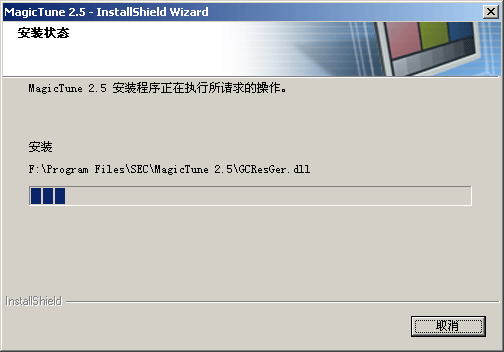 MagicTune 2.5 - InstallShield Wizard
安装状态
MagicTune 2.5 安装程序正在执行所请求的操作。
安装
F:\Program Files\SEC\MagicTune 2.5\GCResGer.dll
InstallShield
取消